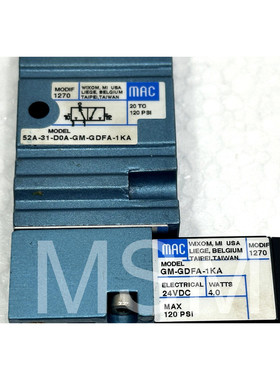 MODIF
1270
MAC
WIXOM, MI USA
LIEGE, BELGIUM
TAIPEI, TAIWAN
20 TO
120 PSI
MODEL
52A-31-D0A-GM-GDFA-1KA
MAC
WIXOM, MI USA
LIEGE, BELGIUM
TAIPEI, TAIWAN
MODIF
1270
MODEL
GM-GDFA-1KA
ELECTRICAL
24VDC
WATTS
4.0
MAX
120 PSI
MSM